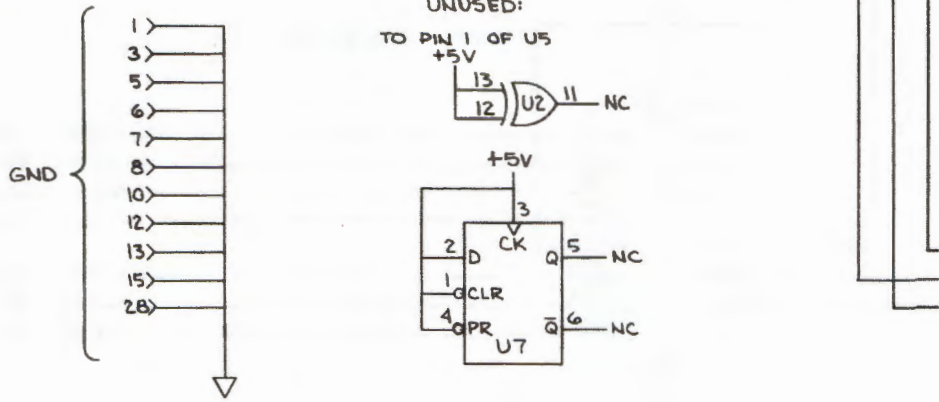 GND
1
3
5
6
7
8
10
12
13
15
28
UNUSED:
TO PIN 1 OF U5
+5V
13
12
U2
11
NC
+5V
3
CK
2
D
Q
5
NC
1
CLR
4
PR
Q̅
6
NC
U7